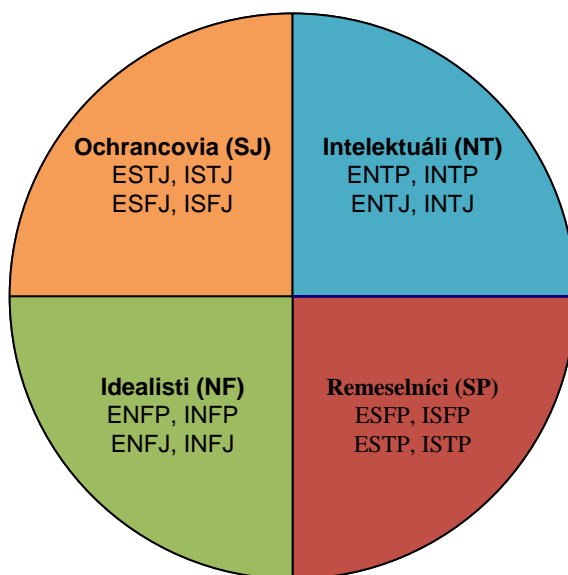 Ochrancovia (SJ)
ESTJ, ISTJ
ESFJ, ISFJ
Intelektuáli (NT)
ENTP, INTP
ENTJ, INTJ
Idealisti (NF)
ENFP, INFP
ENFJ, INFJ
Remeselníci (SP)
ESFP, ISFP
ESTP, ISTP